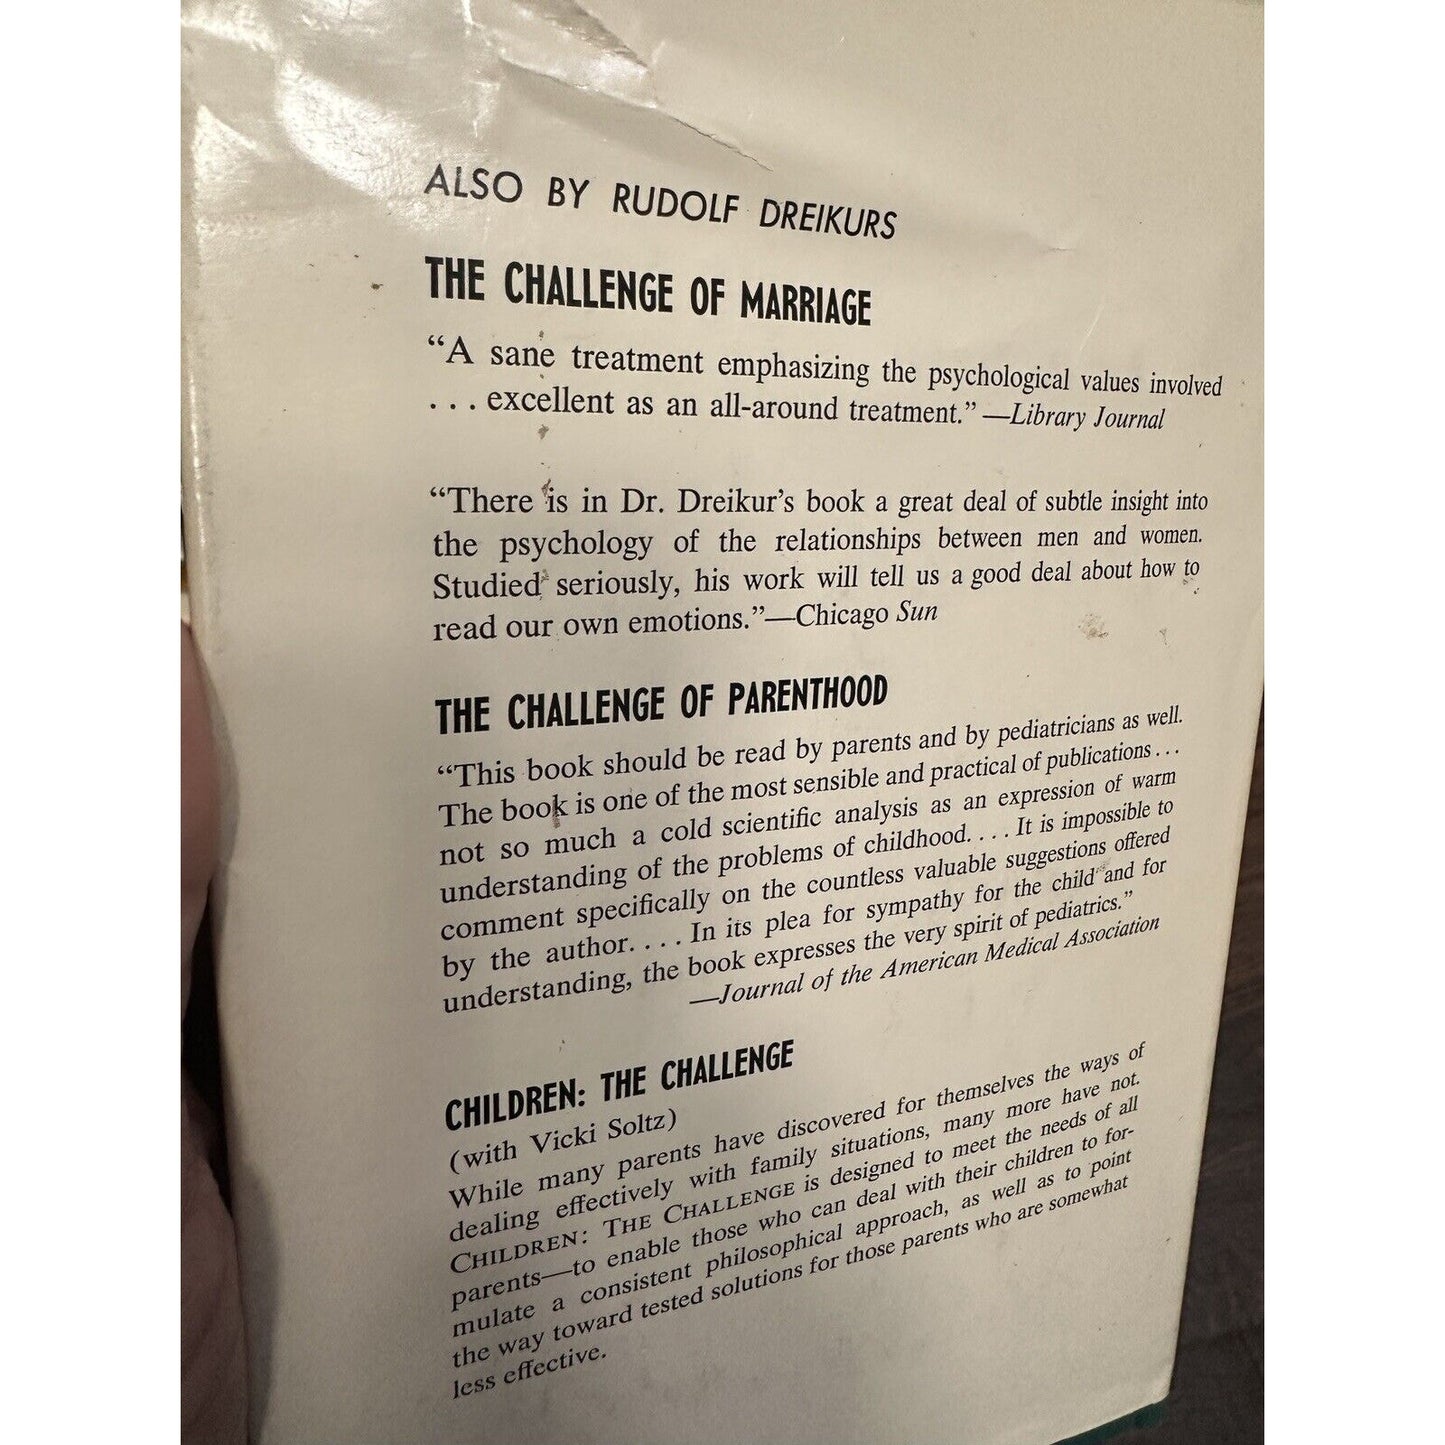 ALSO BY RUDOLF DREIKURS
THE CHALLENGE OF MARRIAGE
“A sane treatment emphasizing the psychological values involved
. . . excellent as an all-around treatment.” —Library Journal
“There is in Dr. Dreikur’s book a great deal of subtle insight into
the psychology of the relationships between men and women.
Studied seriously, his work will tell us a good deal about how to
read our own emotions.”—Chicago Sun
THE CHALLENGE OF PARENTHOOD
“This book should be read by parents and by pediatricians as well.
The book is one of the most sensible and practical of publications . . .
not so much a cold scientific analysis as an expression of warm
understanding of the problems of childhood. . . . It is impossible to
comment specifically on the countless valuable suggestions offered
by the author. . . . In its plea for sympathy for the child and for
understanding, the book expresses the very spirit of pediatrics.”
—Journal of the American Medical Association
CHILDREN: THE CHALLENGE
(with Vicki Soltz)
While many parents have discovered for themselves the ways of
dealing effectively with family situations, many more have not.
CHILDREN: THE CHALLENGE is designed to meet the needs of all
parents—to enable those who can deal with their children to for-
mulate a consistent philosophical approach, as well as to point
the way toward tested solutions for those parents who are somewhat
less effective.